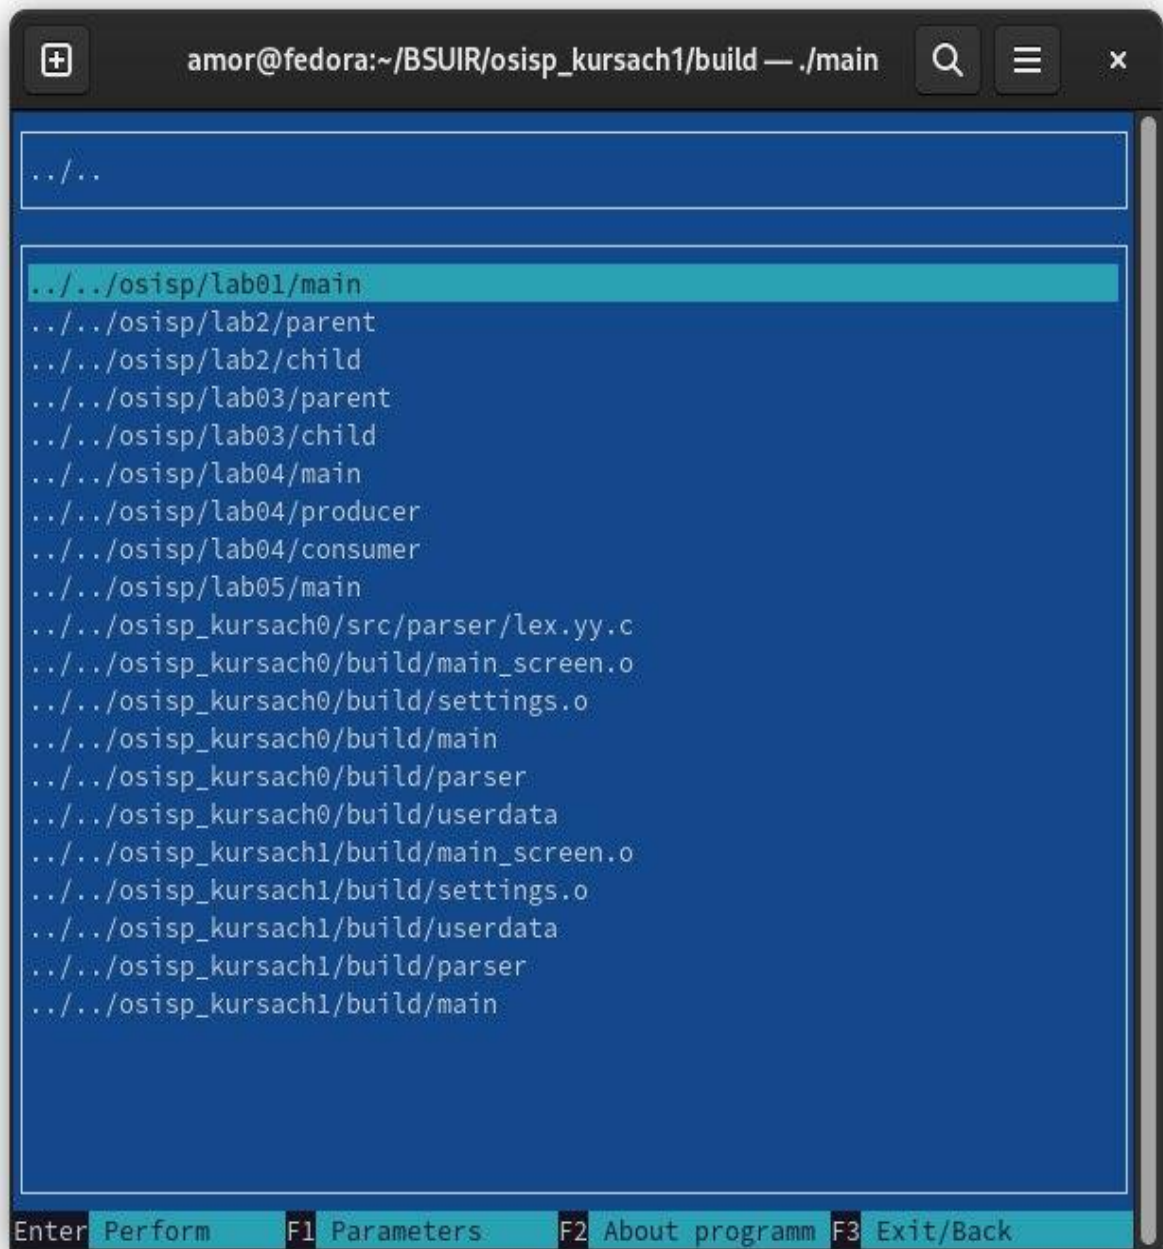 amor@fedora:~/BSUIR/osisp_kursach1/build — ./main
../..
../../osisp/lab01/main
../../osisp/lab2/parent
../../osisp/lab2/child
../../osisp/lab03/parent
../../osisp/lab03/child
../../osisp/lab04/main
../../osisp/lab04/producer
../../osisp/lab04/consumer
../../osisp/lab05/main
../../osisp_kursach0/src/parser/lex.yy.c
../../osisp_kursach0/build/main_screen.o
../../osisp_kursach0/build/settings.o
../../osisp_kursach0/build/main
../../osisp_kursach0/build/parser
../../osisp_kursach0/build/userdata
../../osisp_kursach1/build/main_screen.o
../../osisp_kursach1/build/settings.o
../../osisp_kursach1/build/userdata
../../osisp_kursach1/build/parser
../../osisp_kursach1/build/main
Enter Perform F1 Parameters F2 About programm F3 Exit/Back